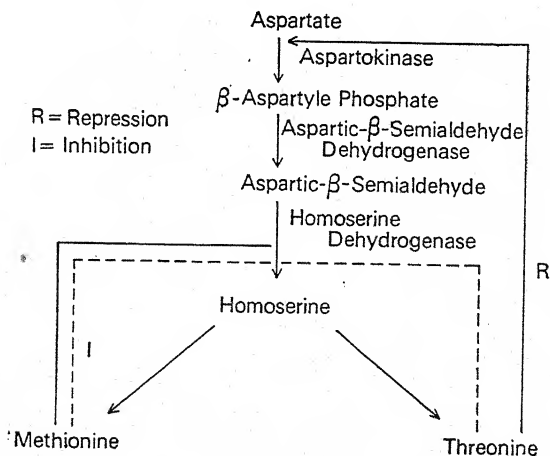 Aspartate
Aspartokinase
β-Aspartyle Phosphate
R = Repression
I = Inhibition
Aspartic-β-Semialdehyde
Dehydrogenase
Aspartic-β-Semialdehyde
Homoserine
Dehydrogenase
R
Homoserine
I
Methionine
Threonine